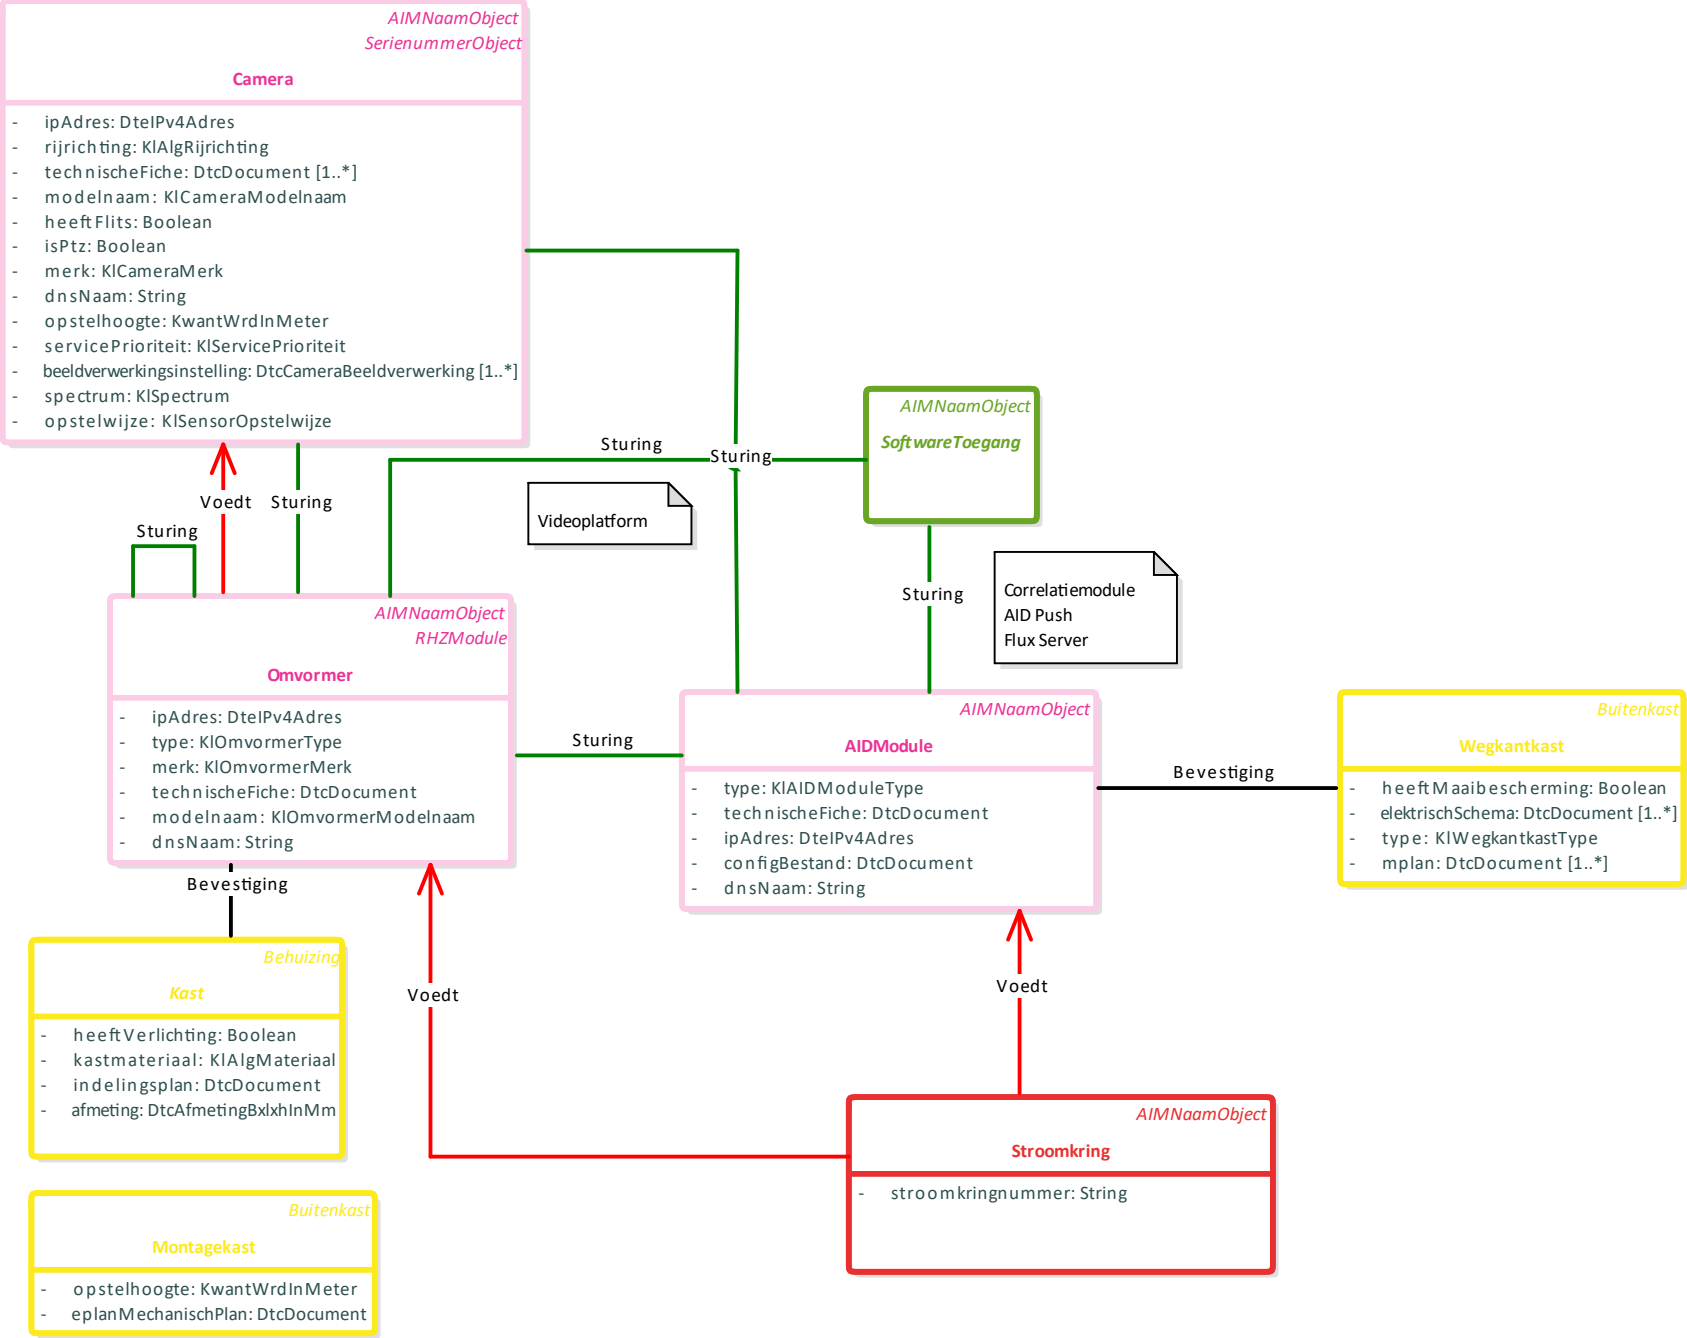 AIMNaamObject
SerienummerObject
Camera
- ipAdres: DteIPv4Adres
- rijrichting: KlAlgRijrichting
- technischeFiche: DtcDocument [1..*]
- modelnaam: KlCameraModelnaam
- heeftFlits: Boolean
- isPtz: Boolean
- merk: KlCameraMerk
- dnsNaam: String
- opstelhoogte: KwantWrdInMeter
- servicePrioriteit: KlServicePrioriteit
- beeldverwerkingsinstelling: DtcCameraBeeldverwerking [1..*]
- spectrum: KlSpectrum
- opstelwijze: KlSensorOpstelwijze
AIMNaamObject
SoftwareToegang
Sturing
Sturing
Voedt
Sturing
Sturing
Videoplatform
Sturing
Correlatiemodule
AID Push
Flux Server
AIMNaamObject
RHZModule
Omvormer
- ipAdres: DteIPv4Adres
- type: KlOmvormerType
- merk: KlOmvormerMerk
- technischeFiche: DtcDocument
- modelnaam: KlOmvormerModelnaam
- dnsNaam: String
Sturing
AIMNaamObject
AIDModule
- type: KlAIDModuleType
- technischeFiche: DtcDocument
- ipAdres: DteIPv4Adres
- configBestand: DtcDocument
- dnsNaam: String
Bevestiging
Buitenkast
Wegkantkast
- heeftMaaibescherming: Boolean
- elektrischSchema: DtcDocument [1..*]
- type: KlWegkantkastType
- mplan: DtcDocument [1..*]
Bevestiging
Behuizing
Kast
- heeftVerlichting: Boolean
- kastmateriaal: KlAlgMateriaal
- indelingsplan: DtcDocument
- afmeting: DtcAfmetingBxlxhInMm
Voedt
Voedt
AIMNaamObject
Stroomkring
- stroomkringnummer: String
Buitenkast
Montagekast
- opstelhoogte: KwantWrdInMeter
- eplanMechanischPlan: DtcDocument